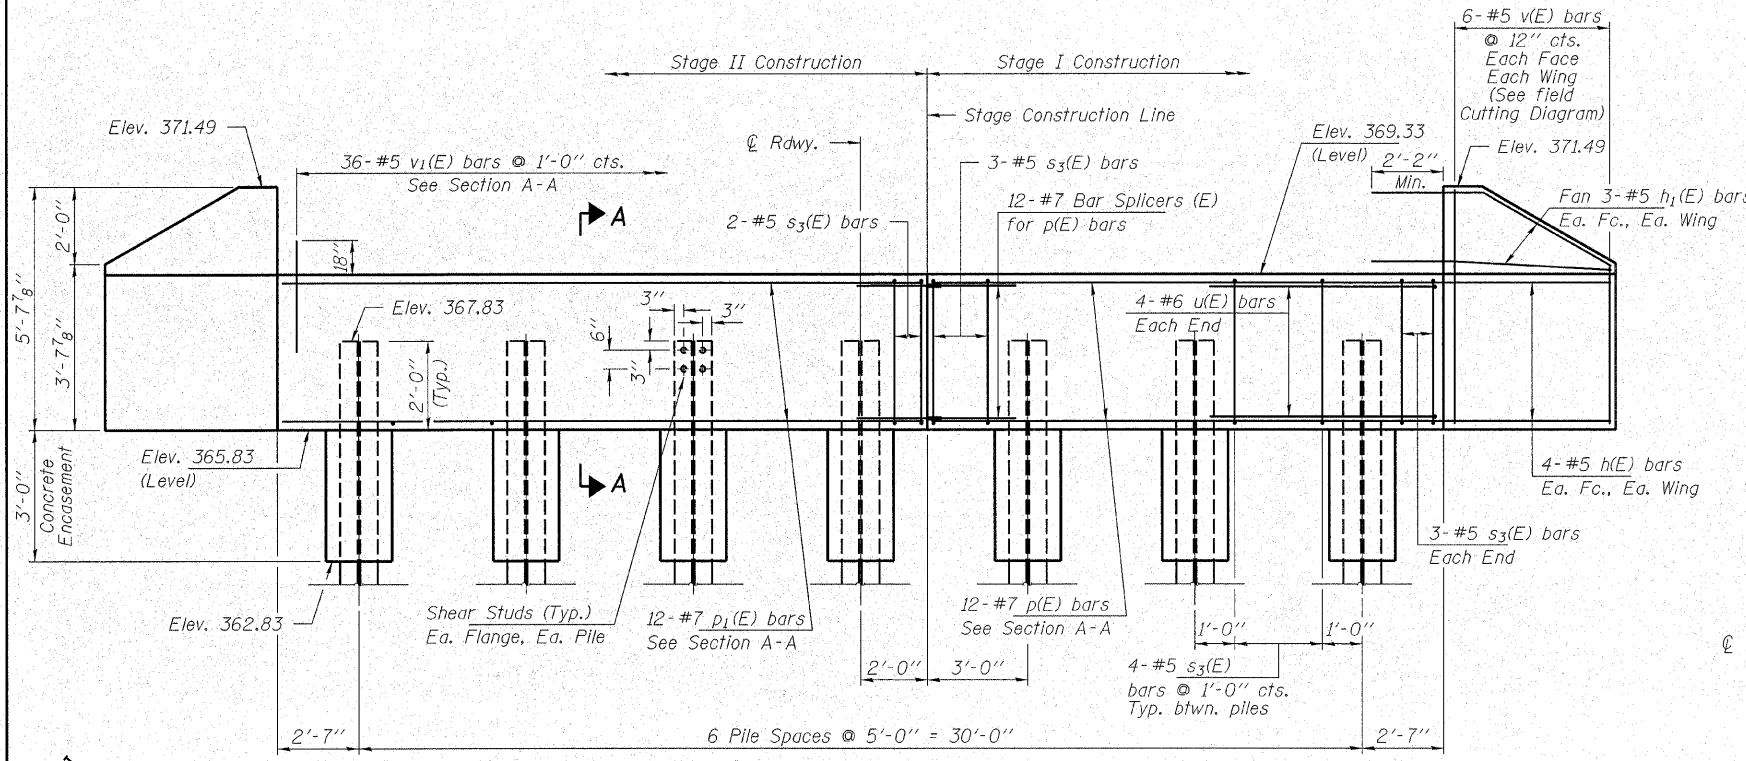 6-#5 v(E) bars
@ 12" cts.
Each Face
Each Wing
(See field
Cutting Diagram)
Stage II Construction
Stage I Construction
Stage Construction Line
Elev. 371.49
℄ Rdwy.
Elev. 369.33
(Level)
Elev. 371.49
36-#5 v1(E) bars @ 1'-0" cts.
See Section A-A
3-#5 s3(E) bars
2'-2"
Min.
12-#7 Bar Splicers (E)
for p(E) bars
Fan 3-#5 h1(E) bars
Ea. Fc., Ea. Wing
A
2-#5 s3(E) bars
2'-0"
18"
5'-7 7/8"
3'-7 7/8"
Elev. 367.83
3"
3"
6"
3"
4-#6 u(E) bars
Each End
2'-0"
(Typ.)
Elev. 365.83
(Level)
A
4-#5 h(E) bars
Ea. Fc., Ea. Wing
3'-0"
Concrete
Encasement
3-#5 s3(E) bars
Each End
Elev. 362.83
Shear Studs (Typ.)
Ea. Flange, Ea. Pile
12-#7 p1(E) bars
See Section A-A
12-#7 p(E) bars
See Section A-A
1'-0"
1'-0"
℄
2'-0"
3'-0"
4-#5 s3(E)
bars @ 1'-0" cts.
Typ. btwn. piles
2'-7"
6 Pile Spaces @ 5'-0" = 30'-0"
2'-7"